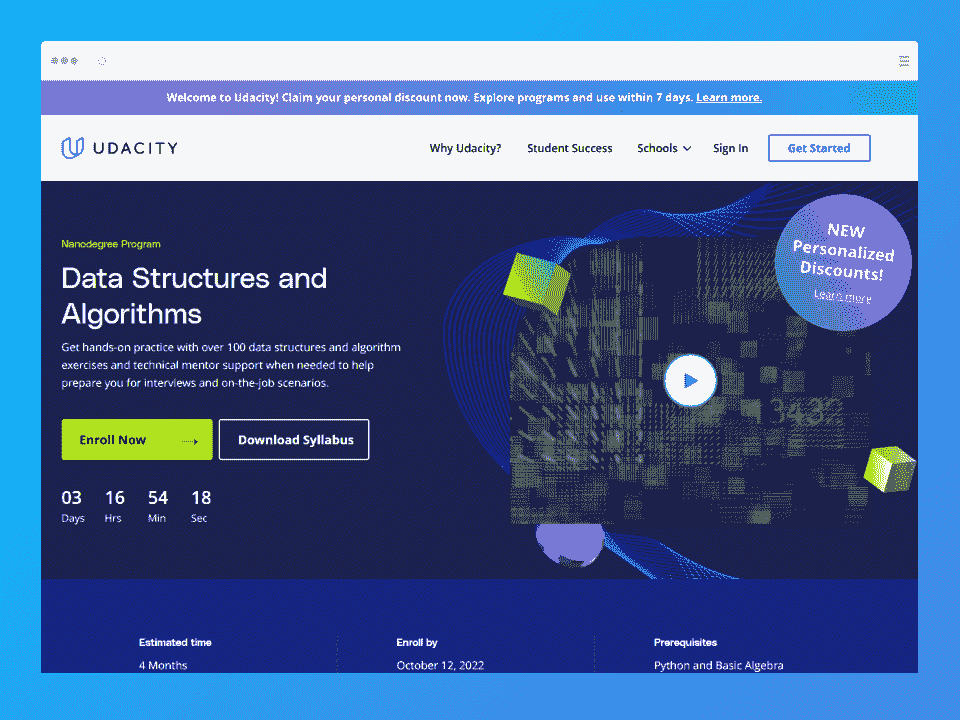 Welcome to Udacity! Claim your personal discount now. Explore programs and use within 7 days. Learn more.
UDACITY
Why Udacity? Student Success Schools Sign In Get Started
NEW
Personalized
Discounts!
Learn more
Nanodegree Program
Data Structures and
Algorithms
Get hands-on practice with over 100 data structures and algorithm
exercises and technical mentor support when needed to help
prepare you for interviews and on-the-job scenarios.
Enroll Now Download Syllabus
03 16 54 18
Days Hrs Min Sec
Estimated time Enroll by Prerequisites
4 Months October 12, 2022 Python and Basic Algebra